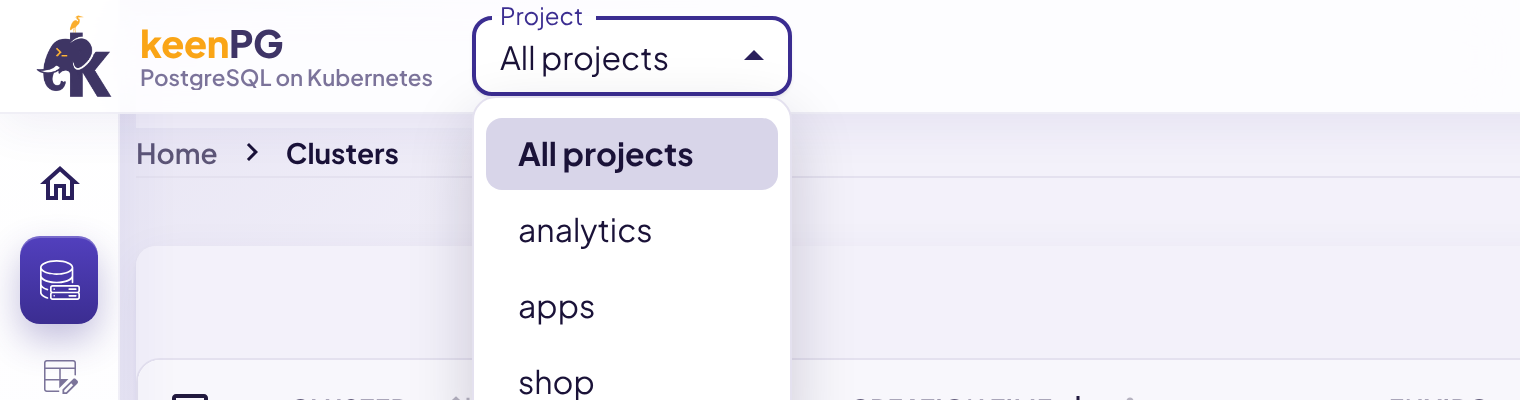 Project
keenPG
PostgreSQL on Kubernetes
All projects
Home > Clusters
All projects
analytics
apps
shop